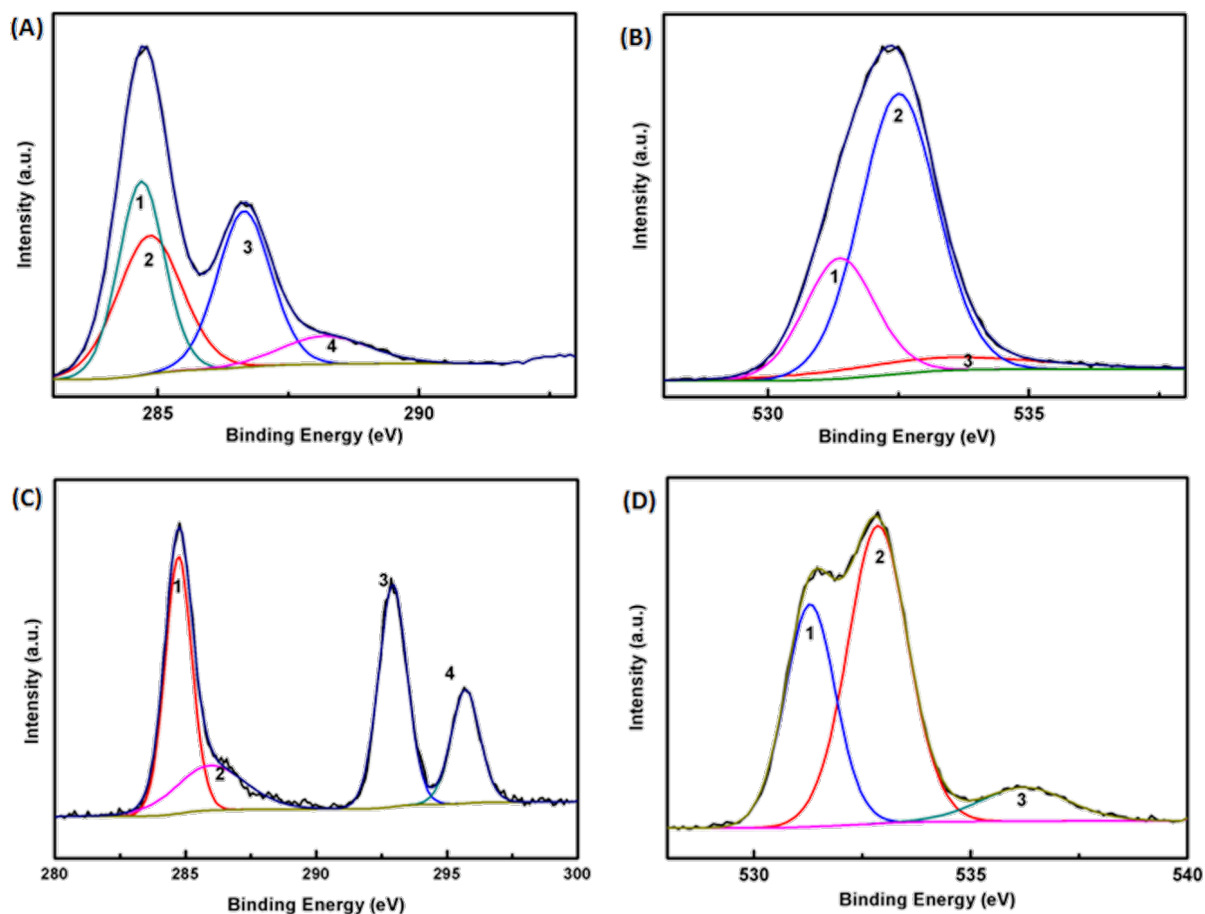 (A)
Intensity (a.u.)
1
2
3
4
285
290
Binding Energy (eV)
(B)
Intensity (a.u.)
1
2
3
530
535
Binding Energy (eV)
(C)
Intensity (a.u.)
1
2
3
4
280
285
290
295
300
Binding Energy (eV)
(D)
Intensity (a.u.)
1
2
3
530
535
540
Binding Energy (eV)